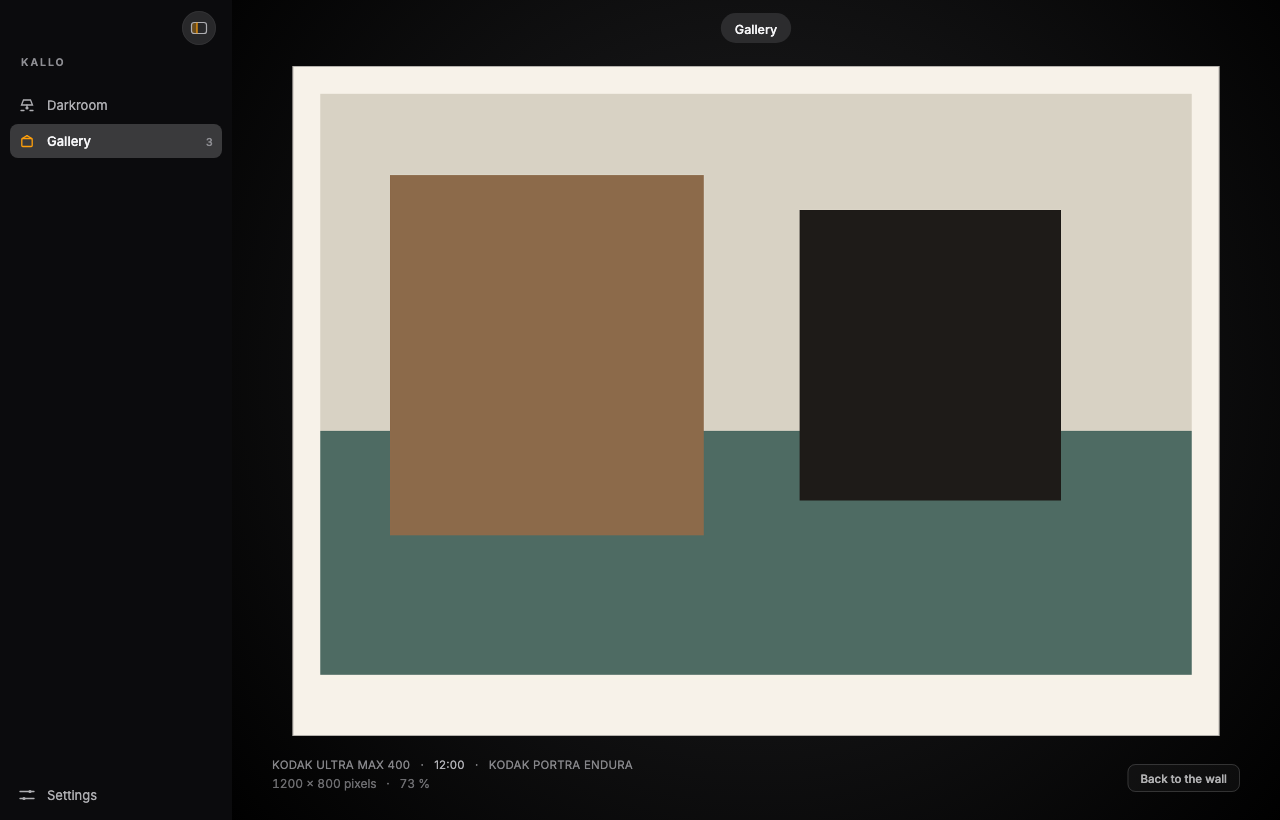 KALLO
Darkroom
Gallery 3
Settings
Gallery
KODAK ULTRA MAX 400 · 12:00 · KODAK PORTRA ENDURA
1200 × 800 pixels · 73 %
Back to the wall